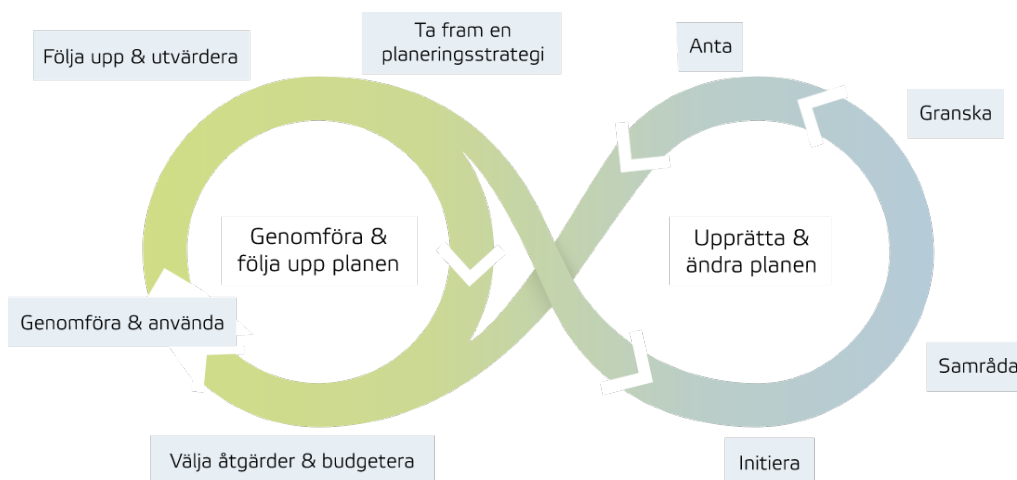 Ta fram en
planeringsstrategi
Anta
Följa upp & utvärdera
Granska
Genomföra &
följa upp planen
Upprätta &
ändra planen
Genomföra & använda
Samråda
Välja åtgärder & budgetera
Initiera